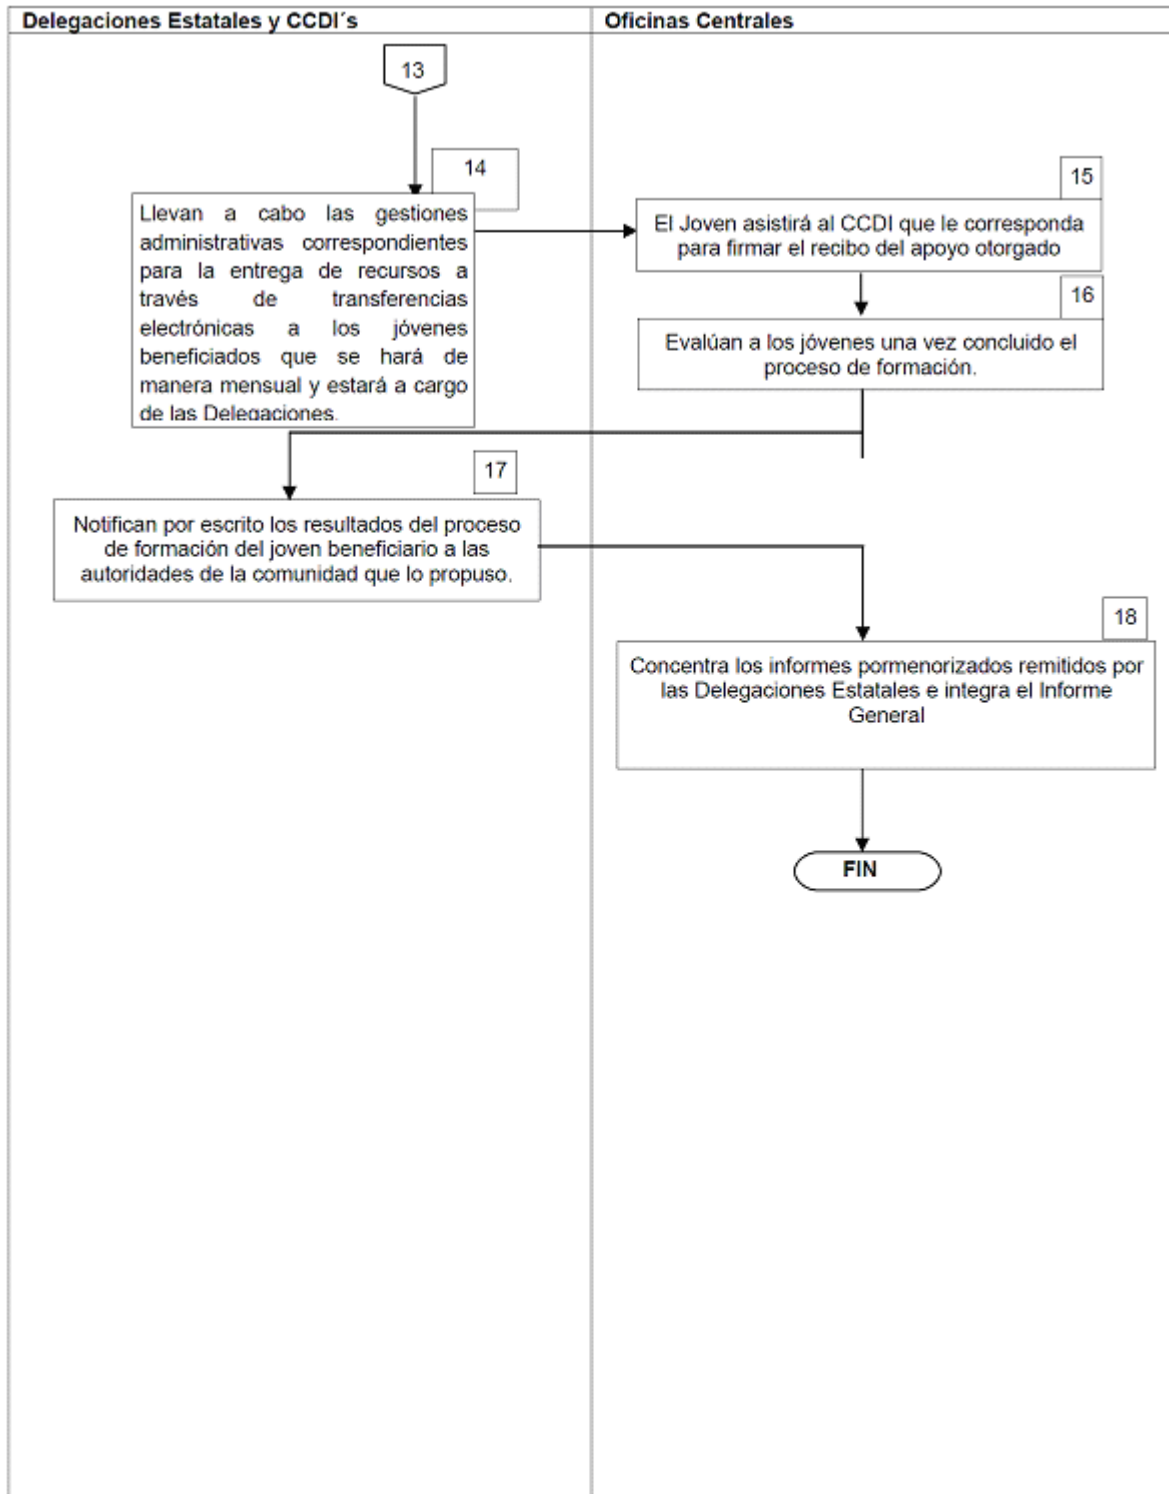 Delegaciones Estatales y CCDI´s
Oficinas Centrales
13
14
Llevan a cabo las gestiones
administrativas correspondientes
para la entrega de recursos a
través de transferencias
electrónicas a los jóvenes
beneficiados que se hará de
manera mensual y estará a cargo
de las Delegaciones.
15
El Joven asistirá al CCDI que le corresponda
para firmar el recibo del apoyo otorgado
16
Evalúan a los jóvenes una vez concluido el
proceso de formación.
17
Notifican por escrito los resultados del proceso
de formación del joven beneficiario a las
autoridades de la comunidad que lo propuso.
18
Concentra los informes pormenorizados remitidos por
las Delegaciones Estatales e integra el Informe
General
FIN